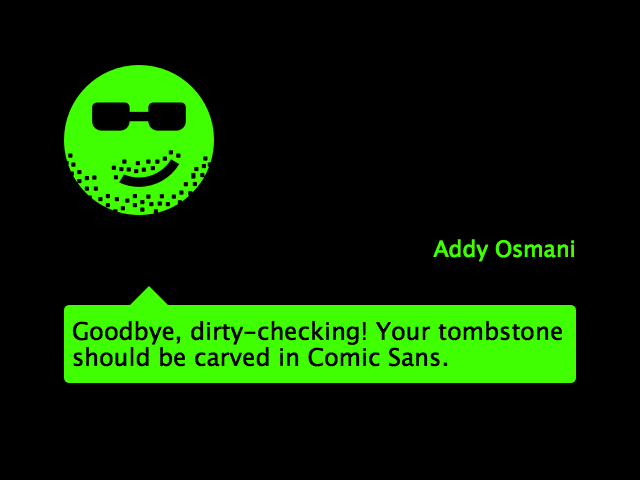 Addy Osmani
Goodbye, dirty-checking! Your tombstone
should be carved in Comic Sans.